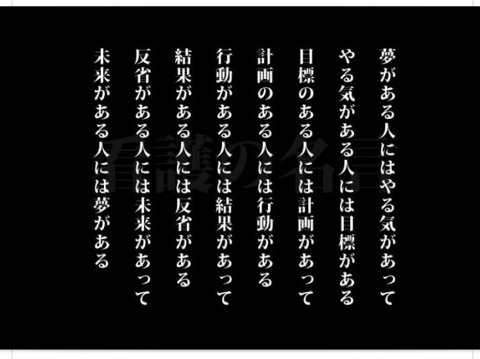 夢がある人にはやる気があって
やる気がある人には目標がある
目標のある人には計画があって
計画のある人には行動がある
行動がある人には結果があって
結果がある人には反省がある
反省がある人には未来があって
未来がある人には夢がある
看護の名言